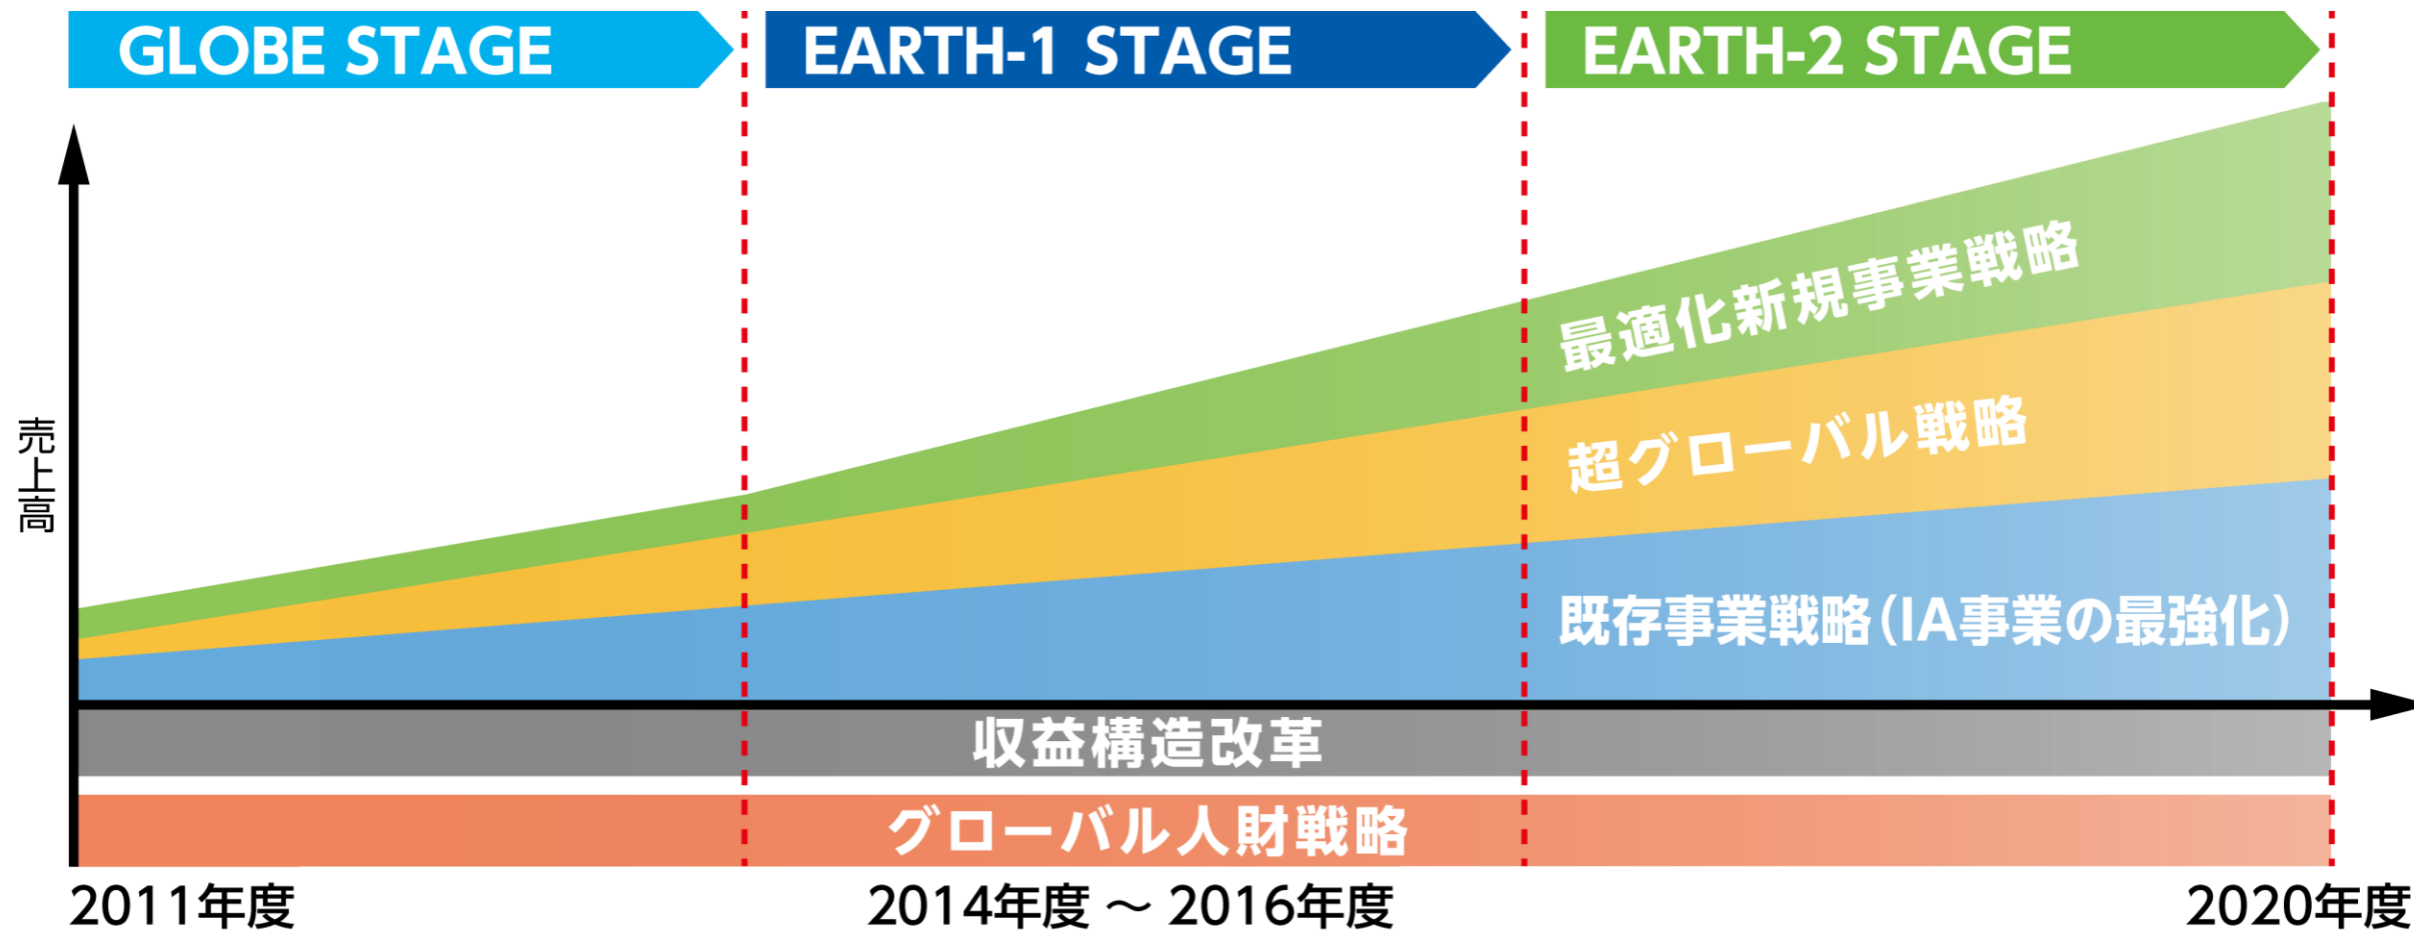 GLOBE STAGE
EARTH-1 STAGE
EARTH-2 STAGE
売上高
最適化新規事業戦略
超グローバル戦略
既存事業戦略（IA事業の最強化）
収益構造改革
グローバル人財戦略
2011年度
2014年度 ～ 2016年度
2020年度